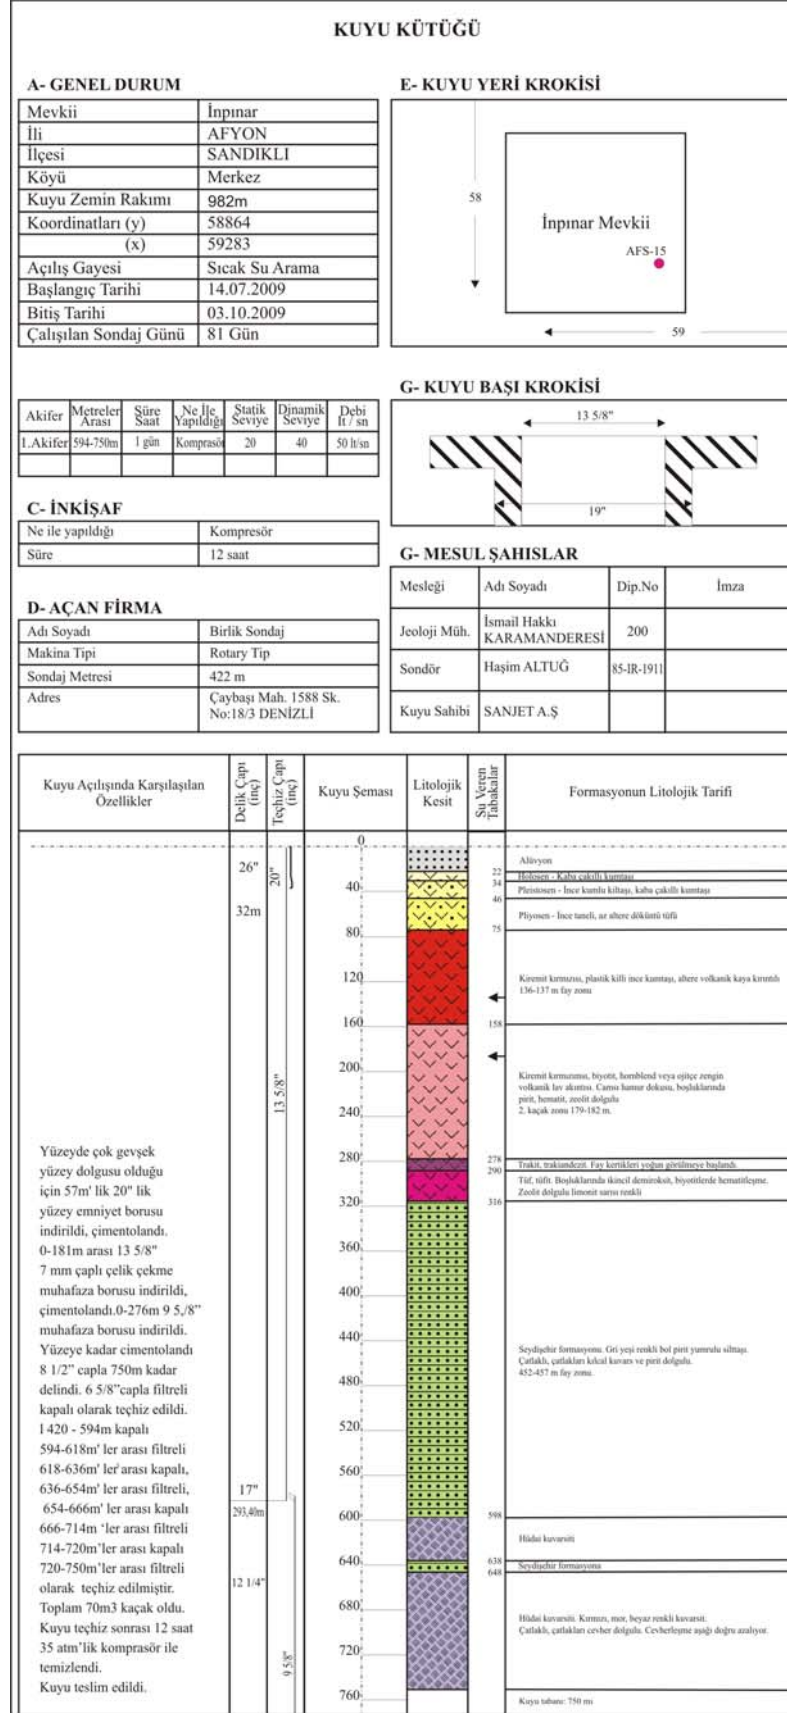 KUYU KÜTÜĞÜ
A- GENEL DURUM
Mevkii İnpınar
İli AFYON
İlçesi SANDIKLI
Köyü Merkez
Kuyu Zemin Rakımı 982m
Koordinatları (y) 58864
(x) 59283
Açılış Gayesi Sıcak Su Arama
Başlangıç Tarihi 14.07.2009
Bitiş Tarihi 03.10.2009
Çalışılan Sondaj Günü 81 Gün
E- KUYU YERİ KROKİSİ
58
İnpınar Mevkii
AFS-15
59
Akifer Metreler Arası Süre Saat Ne İle Yapıldığı Statik Seviye Dinamik Seviye Debi lt / sn
1.Akifer 594-750m 1 gün Komprasör 20 40 50 lt/sn
C- İNKİŞAF
Ne ile yapıldığı Kompresör
Süre 12 saat
D- AÇAN FİRMA
Adı Soyadı Birlik Sondaj
Makina Tipi Rotary Tip
Sondaj Metresi 422 m
Adres Çaybaşı Mah. 1588 Sk.
No:18/3 DENİZLİ
G- KUYU BAŞI KROKİSİ
13 5/8"
19"
G- MESUL ŞAHISLAR
Mesleği Adı Soyadı Dip.No İmza
Jeoloji Müh. İsmail Hakkı KARAMANDERESİ 200
Sondör Haşim ALTUĞ 85-IR-1911
Kuyu Sahibi SANJET A.Ş
Kuyu Açılışında Karşılaşılan Özellikler
Delik Çapı (inç)
Teçhiz Çapı (inç)
Kuyu Şeması
Litolojik Kesit
Su Veren Tabakalar
Formasyonun Litolojik Tarifi
Yüzeyde çok gevşek
yüzey dolgusu olduğu
için 57m' lik 20" lik
yüzey emniyet borusu
indirildi, çimentolandı.
0-181m arası 13 5/8"
7 mm çaplı çelik çekme
muhafaza borusu indirildi,
çimentolandı.0-276m 9 5,/8”
muhafaza borusu indirildi.
Yüzeye kadar cimentolandı
8 1/2” capla 750m kadar
delindi. 6 5/8”capla filtreli
kapalı olarak teçhiz edildi.
1420 - 594m kapalı
594-618m' ler arası filtreli
618-636m' ler arası kapalı,
636-654m' ler arası filtreli,
654-666m' ler arası kapalı
666-714m ‘ler arası filtreli
714-720m’ler arası kapalı
720-750m’ler arası filtreli
olarak teçhiz edilmiştir.
Toplam 70m3 kaçak oldu.
Kuyu teçhiz sonrası 12 saat
35 atm’lik komprasör ile
temizlendi.
Kuyu teslim edildi.
26"
32m
17"
293,40m
12 1/4"
20"
13 5/8"
9 5/8"
0
40
80
120
160
200
240
280
320
360
400
440
480
520
560
600
640
680
720
760
22
34
46
75
158
278
290
316
598
638
648
Alüvyon
Holosen - Kaba çakıllı kumtaşı
Pleistosen - İnce kumlu kiltaşı, kaba çakıllı kumtaşı
Pliyosen - İnce taneli, az altere döküntü tüfü
Kiremit kırmızısı, plastik killi ince kumtaşı, altere volkanik kaya kırıntılı
136-137 m fay zonu
Kiremit kırmızımsı, biyotit, hornblend veya ojitçe zengin
volkanik lav akıntısı. Camsı hamur dokusu, boşluklarında
pirit, hematit, zeolit dolgulu
2. kaçak zonu 179-182 m.
Trakit, trakiandezit. Fay kertikleri yoğun görülmeye başlandı.
Tüf, tüfit. Boşluklarında ikincil demiroksit, biyotitlerde hematitleşme.
Zeolit dolgulu limonit sarısı renkli
Seydişehir formasyonu. Gri yeşi renkli bol pirit yumrulu silttaşı.
Çatlaklı, çatlakları kılcal kuvars ve pirit dolgulu.
452-457 m fay zonu.
Hüdai kuvarsiti
Seydişehir formasyonu
Hüdai kuvarsiti. Kırmızı, mor, beyaz renkli kuvarsit.
Çatlaklı, çatlakları cevher dolgulu. Cevherleşme aşağı doğru azalıyor.
Kuyu tabanı: 750 mt